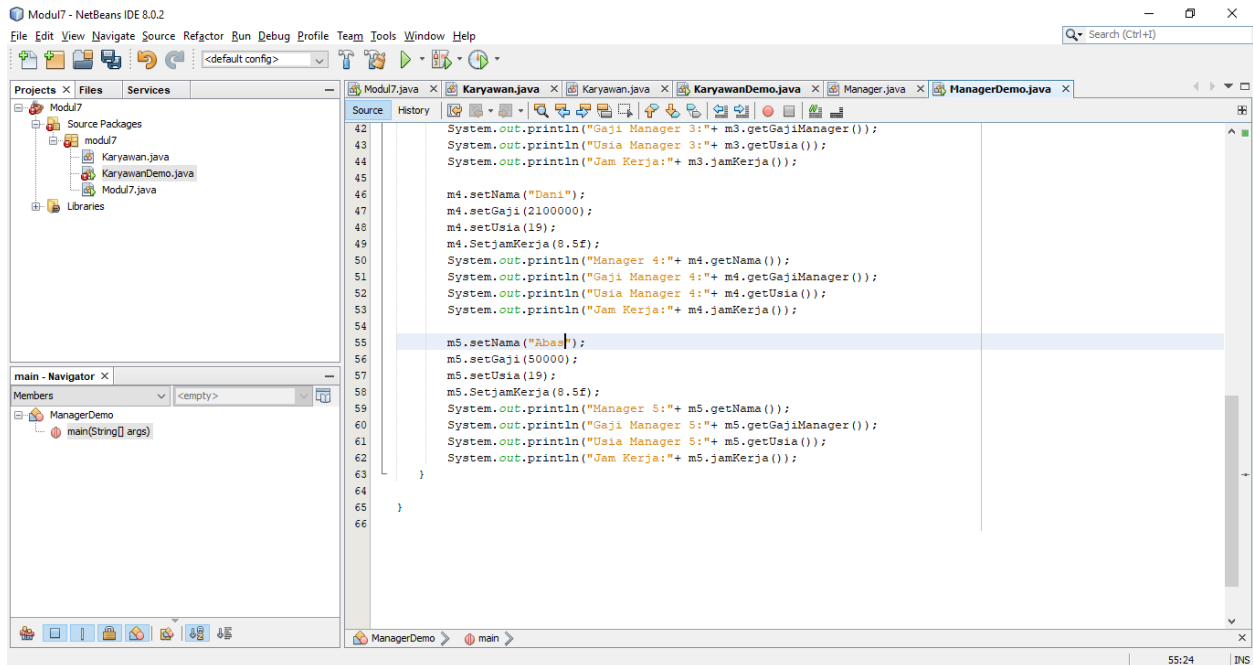 Modul7 - NetBeans IDE 8.0.2
File Edit View Navigate Source Refactor Run Debug Profile Team Tools Window Help
Search (Ctrl+I)
<default config>
Projects Files Services
Modul7.java Karyawan.java Karyawan.java KaryawanDemo.java Manager.java ManagerDemo.java
Source History
Modul7
Source Packages
modul7
Karyawan.java
KaryawanDemo.java
Modul7.java
Libraries
main - Navigator
Members <empty>
ManagerDemo
main(String[] args)
42 System.out.println("Gaji Manager 3:"+ m3.getGajiManager());
43 System.out.println("Usia Manager 3:"+ m3.getUsia());
44 System.out.println("Jam Kerja:"+ m3.jamKerja());
45
46 m4.setNama("Dani");
47 m4.setGaji(2100000);
48 m4.setUsia(19);
49 m4.SetjamKerja(8.5f);
50 System.out.println("Manager 4:"+ m4.getNama());
51 System.out.println("Gaji Manager 4:"+ m4.getGajiManager());
52 System.out.println("Usia Manager 4:"+ m4.getUsia());
53 System.out.println("Jam Kerja:"+ m4.jamKerja());
54
55 m5.setNama("Abas");
56 m5.setGaji(50000);
57 m5.setUsia(19);
58 m5.SetjamKerja(8.5f);
59 System.out.println("Manager 5:"+ m5.getNama());
60 System.out.println("Gaji Manager 5:"+ m5.getGajiManager());
61 System.out.println("Usia Manager 5:"+ m5.getUsia());
62 System.out.println("Jam Kerja:"+ m5.jamKerja());
63 }
64
65 }
66
ManagerDemo main
55:24 INS